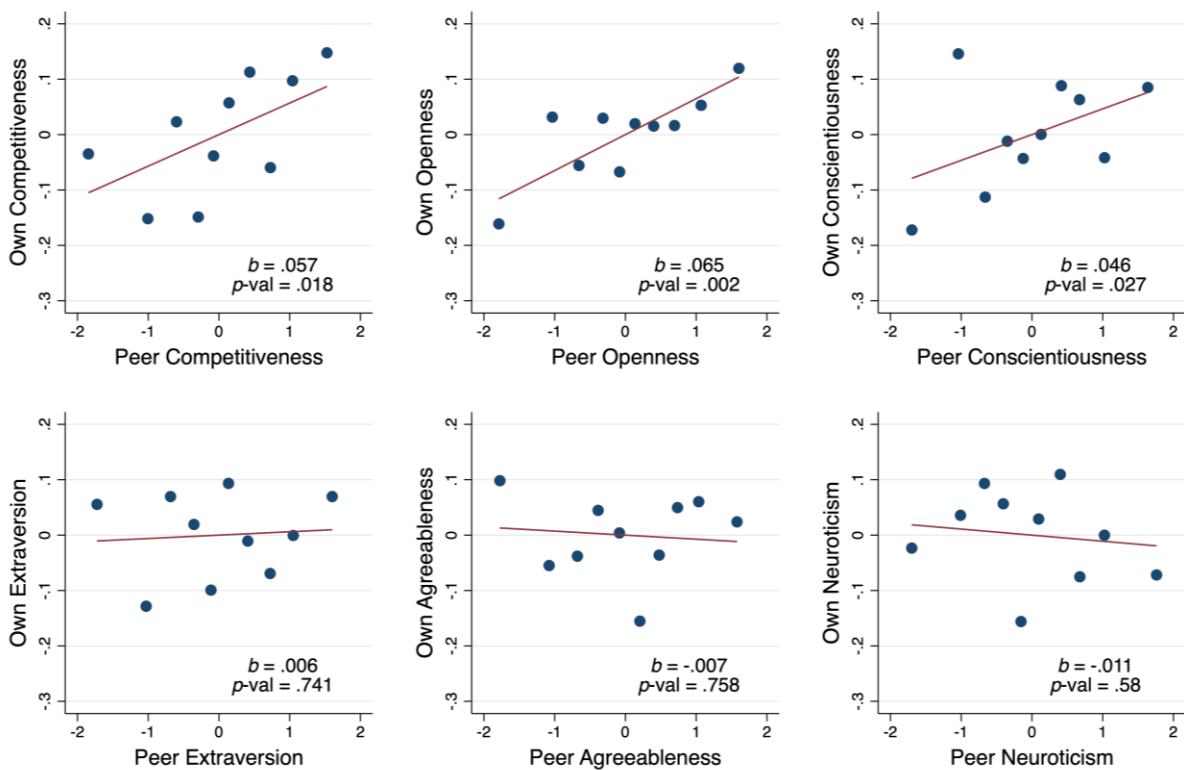 Own Competitiveness
.2
.1
0
-.1
-.2
-.3
b = .057
p-val = .018
-2 -1 0 1 2
Peer Competitiveness
Own Openness
.2
.1
0
-.1
-.2
-.3
b = .065
p-val = .002
-2 -1 0 1 2
Peer Openness
Own Conscientiousness
.2
.1
0
-.1
-.2
-.3
b = .046
p-val = .027
-2 -1 0 1 2
Peer Conscientiousness
Own Extraversion
.2
.1
0
-.1
-.2
-.3
b = .006
p-val = .741
-2 -1 0 1 2
Peer Extraversion
Own Agreeableness
.2
.1
0
-.1
-.2
-.3
b = -.007
p-val = .758
-2 -1 0 1 2
Peer Agreeableness
Own Neuroticism
.2
.1
0
-.1
-.2
-.3
b = -.011
p-val = .58
-2 -1 0 1 2
Peer Neuroticism